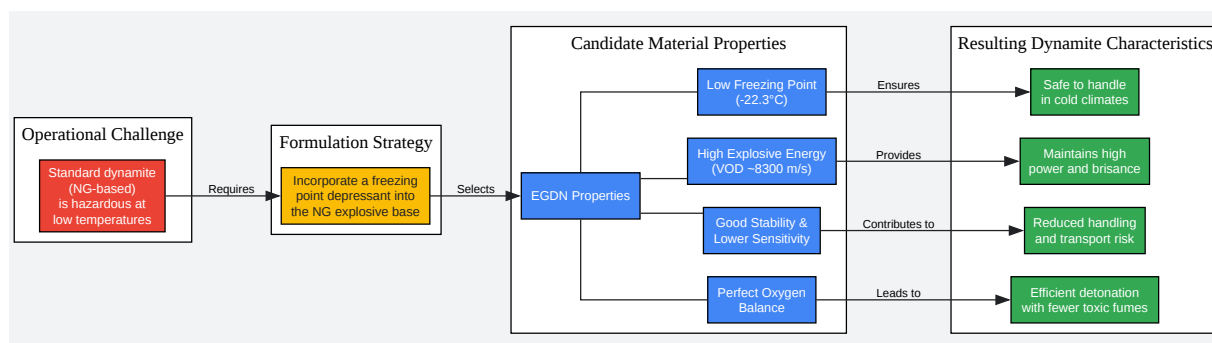 Operational Challenge
Standard dynamite
(NG-based)
is hazardous at
low temperatures
Requires
Formulation Strategy
Incorporate a freezing
point depressant into
the NG explosive base
Selects
Candidate Material Properties
EGDN Properties
Low Freezing Point
(-22.3°C)
High Explosive Energy
(VOD ~8300 m/s)
Good Stability &
Lower Sensitivity
Perfect Oxygen
Balance
Ensures
Provides
Contributes to
Leads to
Resulting Dynamite Characteristics
Safe to handle
in cold climates
Maintains high
power and brisance
Reduced handling
and transport risk
Efficient detonation
with fewer toxic fumes